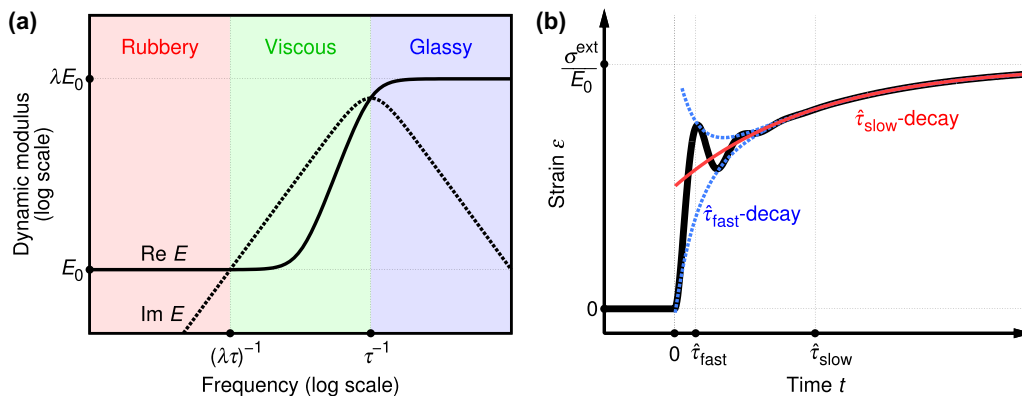 (a)
Rubbery
Viscous
Glassy
λE₀
Dynamic modulus
(log scale)
E₀
Re E
Im E
(λτ)⁻¹
τ⁻¹
Frequency (log scale)
(b)
σᵉˣᵗ
E₀
Strain ε
τ̂slow-decay
τ̂fast-decay
0
0
τ̂fast
τ̂slow
Time t